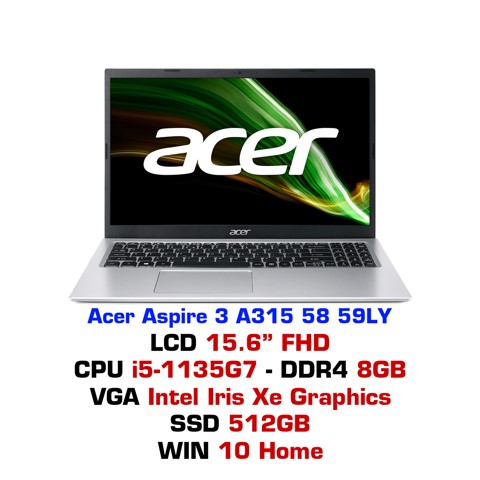 acer
acer
Acer Aspire 3 A315 58 59LY
LCD 15.6” FHD
CPU i5-1135G7 - DDR4 8GB
VGA Intel Iris Xe Graphics
SSD 512GB
WIN 10 Home